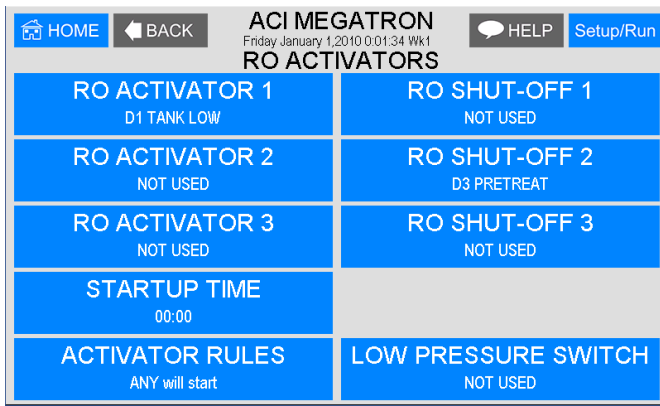 HOME
BACK
ACI MEGATRON
Friday January 1,2010 0:01:34 Wk1
HELP
Setup/Run
RO ACTIVATORS
RO ACTIVATOR 1
D1 TANK LOW
RO SHUT-OFF 1
NOT USED
RO ACTIVATOR 2
NOT USED
RO SHUT-OFF 2
D3 PRETREAT
RO ACTIVATOR 3
NOT USED
RO SHUT-OFF 3
NOT USED
STARTUP TIME
00:00
ACTIVATOR RULES
ANY will start
LOW PRESSURE SWITCH
NOT USED